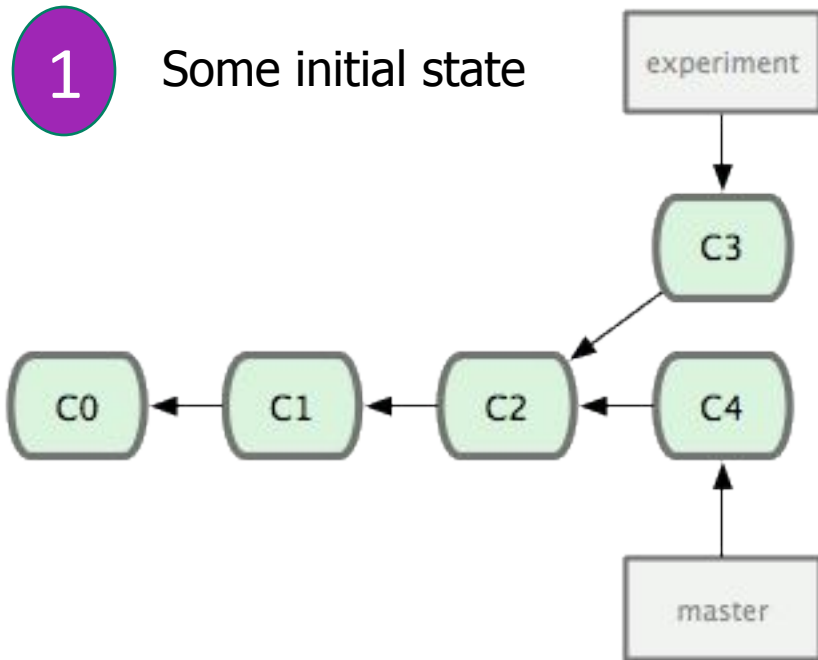 1
Some initial state
experiment
C3
C0
C1
C2
C4
master